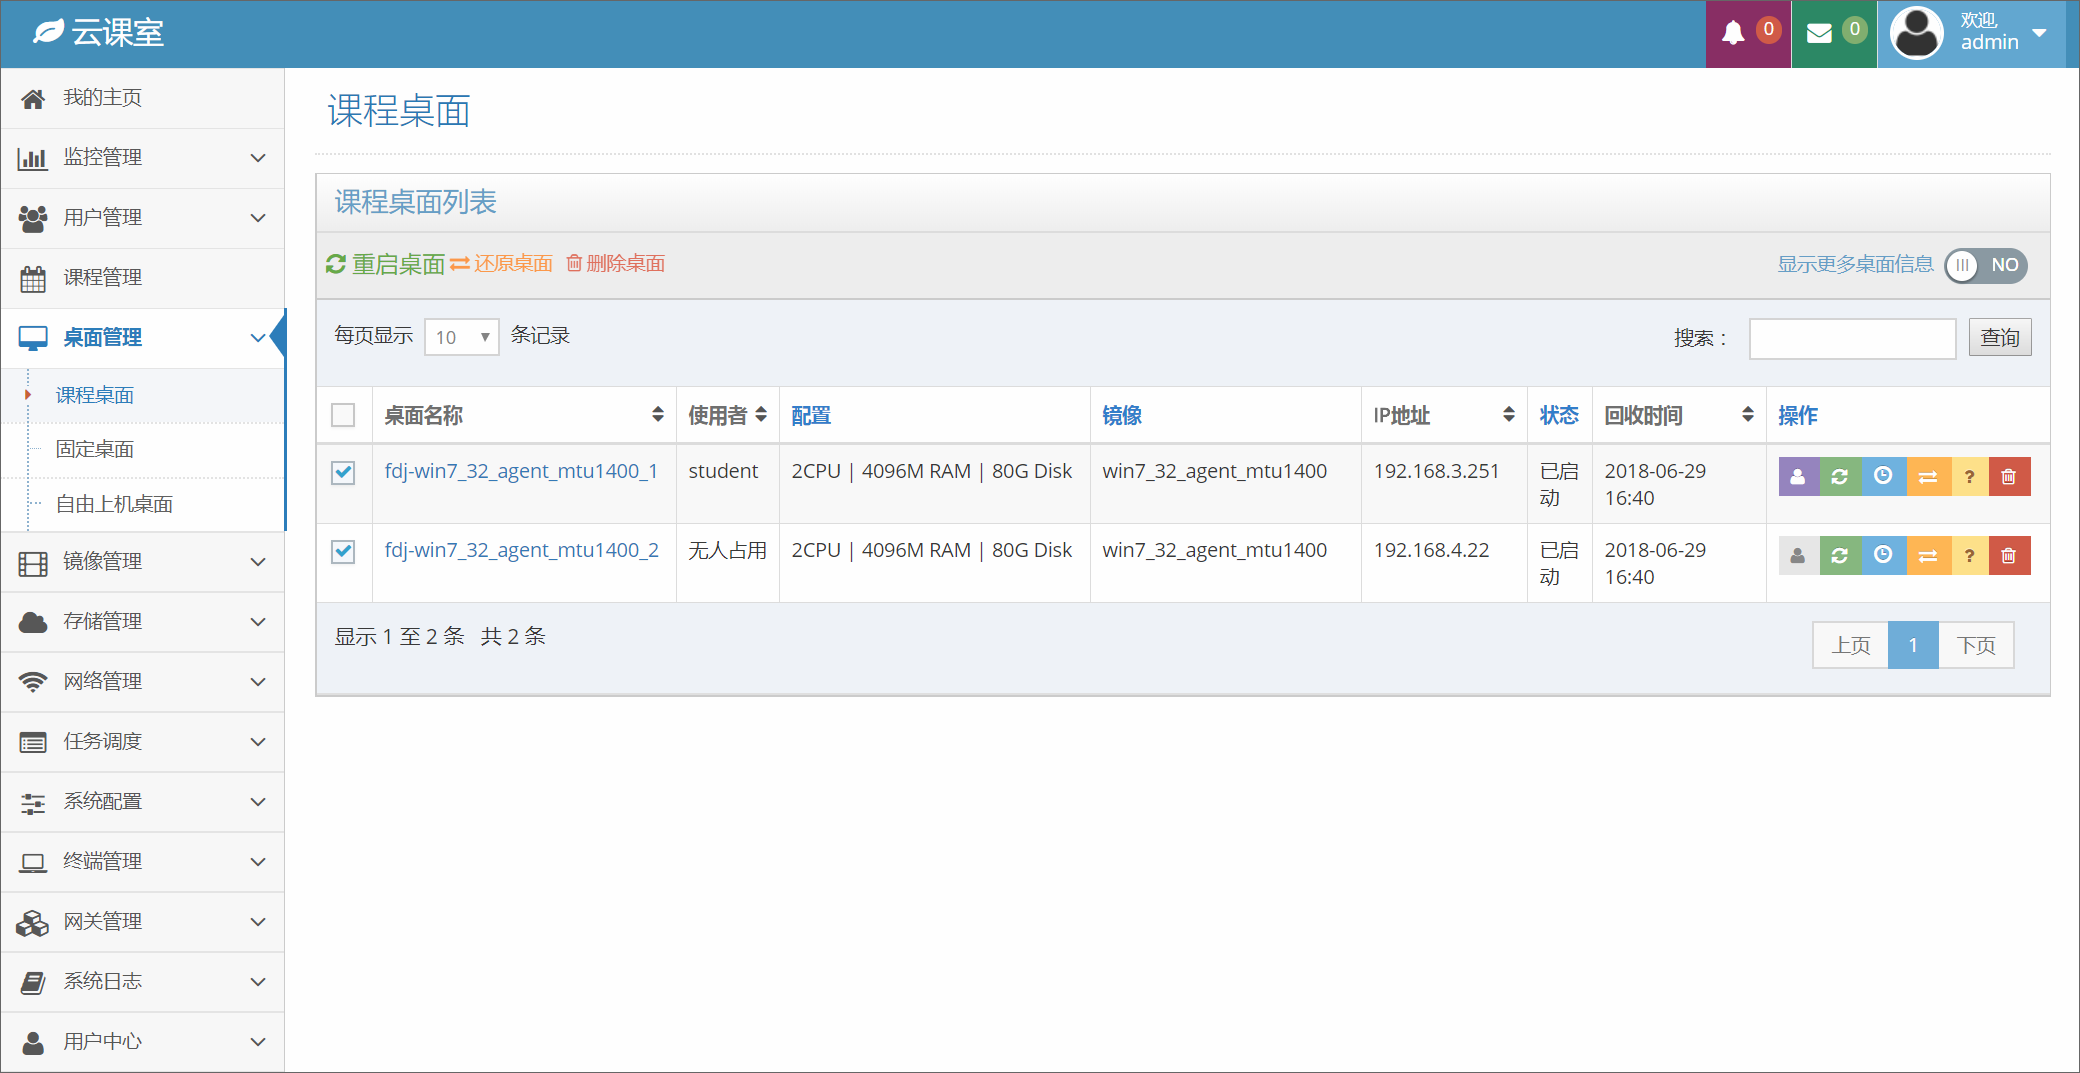 云课室
0
0
欢迎,
admin
我的主页
监控管理
用户管理
课程管理
桌面管理
课程桌面
固定桌面
自由上机桌面
镜像管理
存储管理
网络管理
任务调度
系统配置
终端管理
网关管理
系统日志
用户中心
课程桌面
课程桌面列表
重启桌面 还原桌面 删除桌面
显示更多桌面信息 NO
每页显示 10 条记录
搜索： 查询
桌面名称 使用者 配置 镜像 IP地址 状态 回收时间 操作
fdj-win7_32_agent_mtu1400_1 student 2CPU | 4096M RAM | 80G Disk win7_32_agent_mtu1400 192.168.3.251 已启动 2018-06-29 16:40 ?
fdj-win7_32_agent_mtu1400_2 无人占用 2CPU | 4096M RAM | 80G Disk win7_32_agent_mtu1400 192.168.4.22 已启动 2018-06-29 16:40 ?
显示 1 至 2 条 共 2 条
上页 1 下页